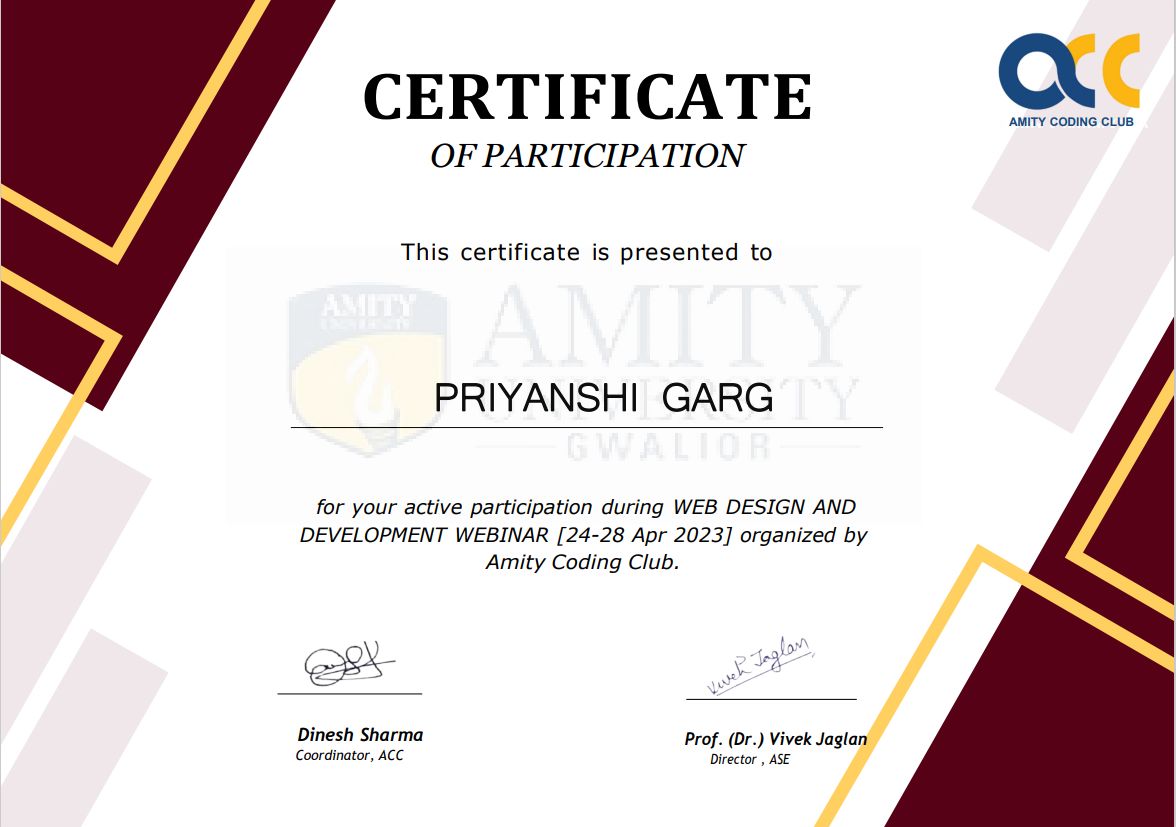 CERTIFICATE
OF PARTICIPATION
AMITY CODING CLUB
This certificate is presented to
AMITY
UNIVERSITY
AMITY
UNIVERSITY
GWALIOR
PRIYANSHI GARG
for your active participation during WEB DESIGN AND
DEVELOPMENT WEBINAR [24-28 Apr 2023] organized by
Amity Coding Club.
Vivek Jaglan
Dinesh Sharma
Coordinator, ACC
Prof. (Dr.) Vivek Jaglan
Director , ASE